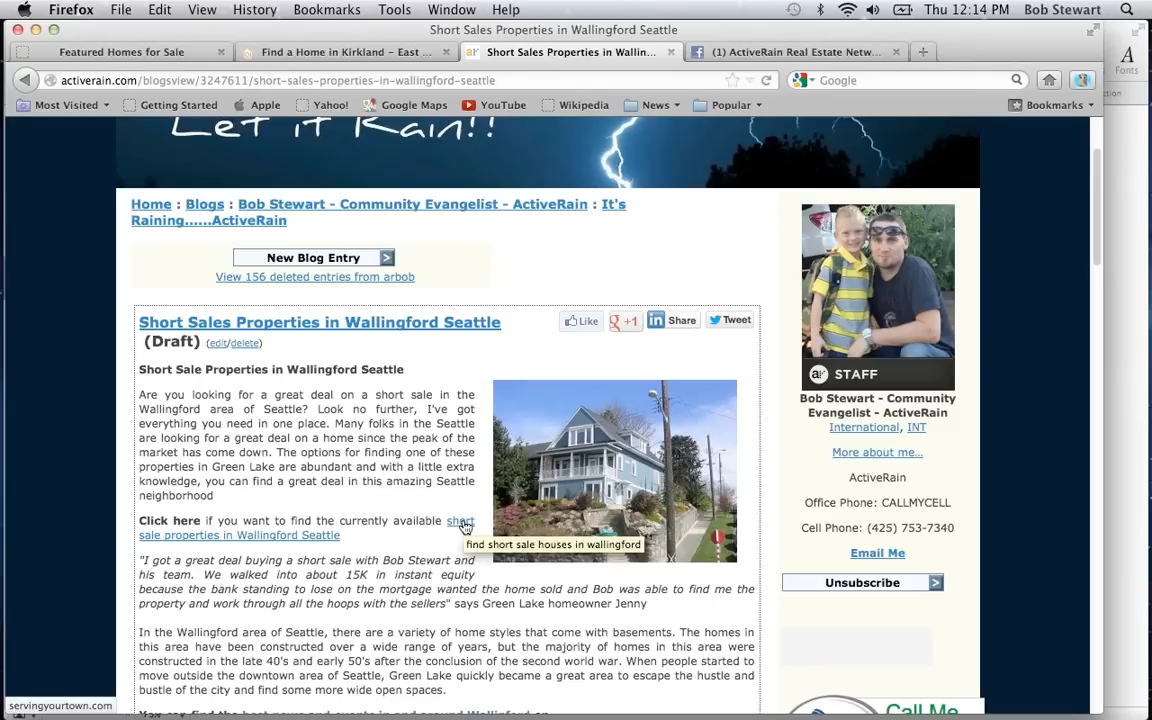 Firefox File Edit View History Bookmarks Tools Window Help Thu 12:14 PM Bob Stewart
Short Sales Properties in Wallingford Seattle
Featured Homes for Sale Find a Home in Kirkland – East ... Short Sales Properties in Wallin... (1) ActiveRain Real Estate Netw...
activerain.com/blogsview/3247611/short-sales-properties-in-wallingford-seattle Google
Fonts
Most Visited Getting Started Apple Yahoo! Google Maps YouTube Wikipedia News Popular Bookmarks
Let it Rain!!
Home : Blogs : Bob Stewart - Community Evangelist - ActiveRain : It's
Raining......ActiveRain
New Blog Entry >
View 156 deleted entries from arbob
Short Sales Properties in Wallingford Seattle
(Draft) (edit/delete)
Like +1 Share Tweet
Short Sale Properties in Wallingford Seattle
Are you looking for a great deal on a short sale in the
Wallingford area of Seattle? Look no further, I've got
everything you need in one place. Many folks in the Seattle
are looking for a great deal on a home since the peak of the
market has come down. The options for finding one of these
properties in Green Lake are abundant and with a little extra
knowledge, you can find a great deal in this amazing Seattle
neighborhood
Click here if you want to find the currently available short
sale properties in Wallingford Seattle
find short sale houses in wallingford
"I got a great deal buying a short sale with Bob Stewart and
his team. We walked into about 15K in instant equity
because the bank standing to lose on the mortgage wanted the home sold and Bob was able to find me the
property and work through all the hoops with the sellers" says Green Lake homeowner Jenny
In the Wallingford area of Seattle, there are a variety of home styles that come with basements. The homes in
this area have been constructed over a wide range of years, but the majority of homes in this area were
constructed in the late 40's and early 50's after the conclusion of the second world war. When people started to
move outside the downtown area of Seattle, Green Lake quickly became a great area to escape the hustle and
bustle of the city and find some more wide open spaces.
You can find the best news and events in and around Wallingford on
ar STAFF
Bob Stewart - Community
Evangelist - ActiveRain
International, INT
More about me...
ActiveRain
Office Phone: CALLMYCELL
Cell Phone: (425) 753-7340
Email Me
Unsubscribe >
Call Me
servingyourtown.com